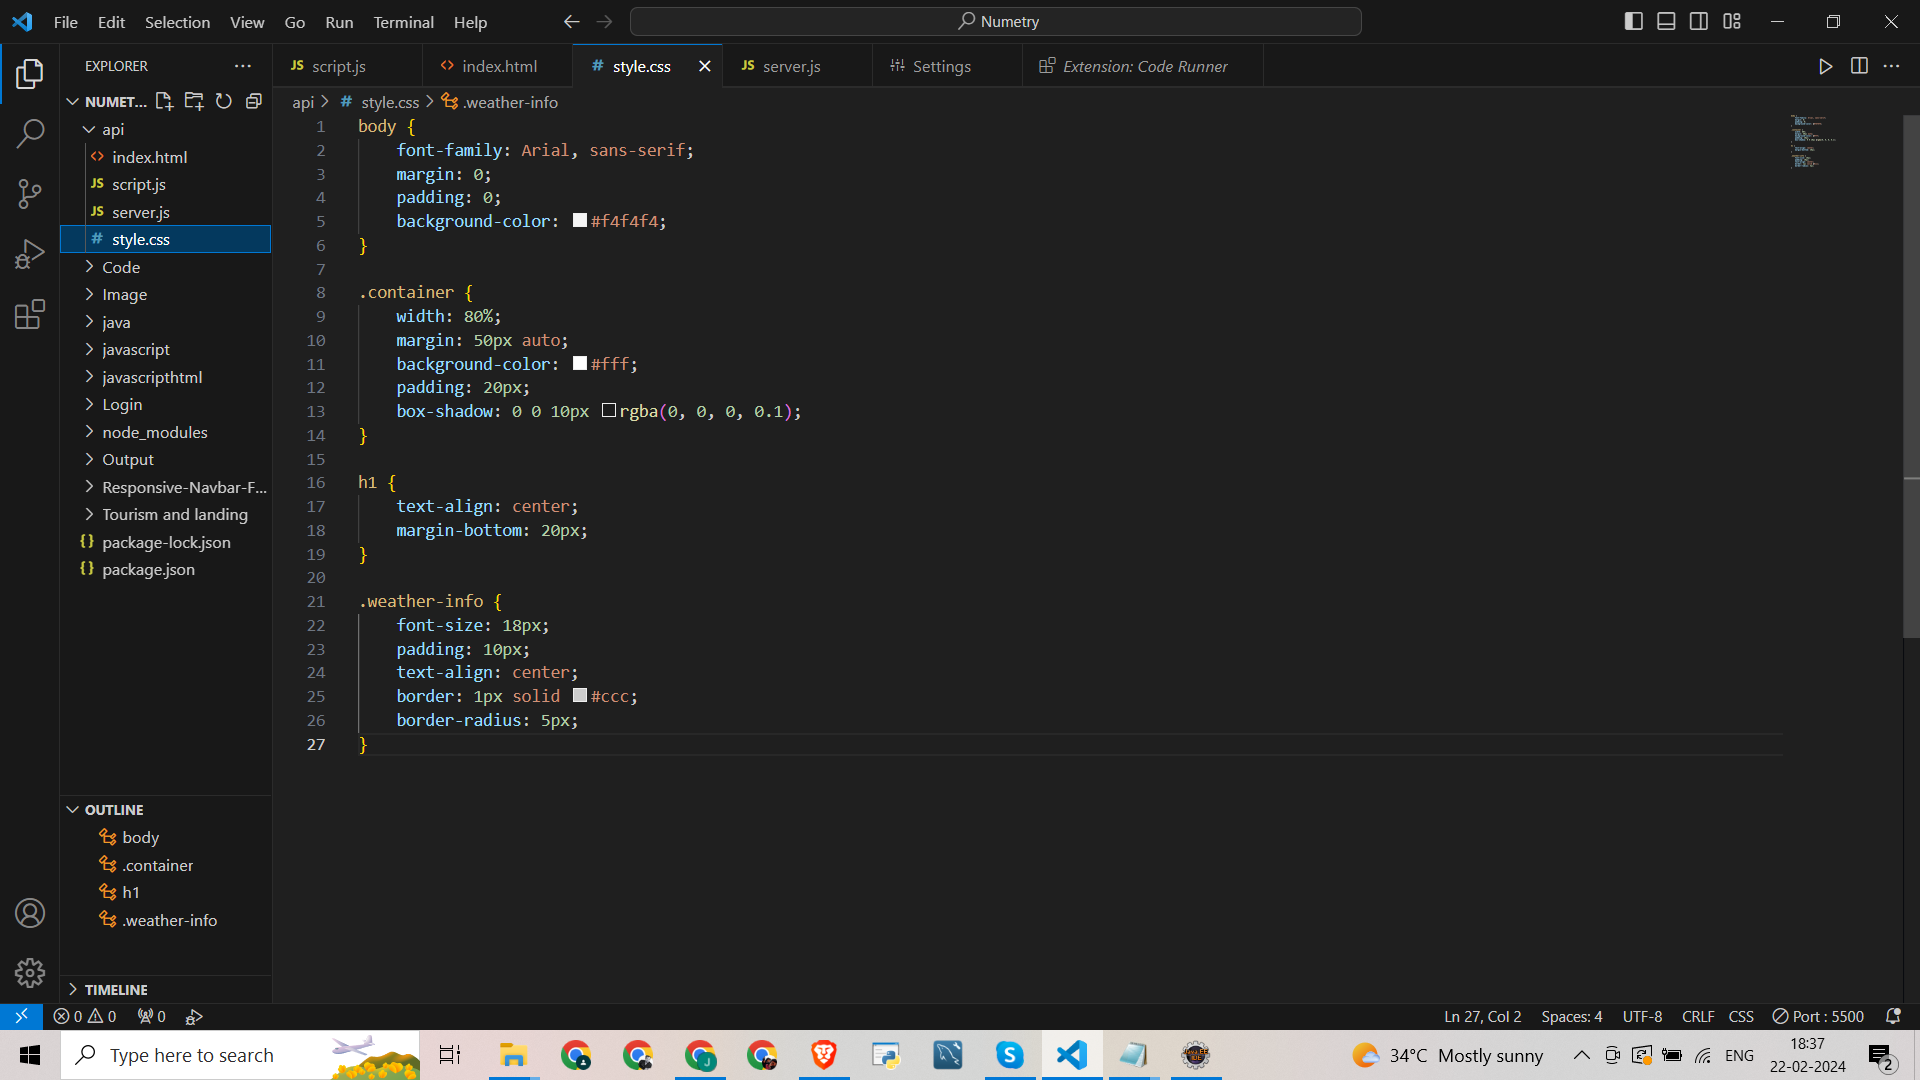 File Edit Selection View Go Run Terminal Help
Numetry
EXPLORER
NUMET...
api
index.html
script.js
server.js
style.css
Code
Image
java
javascript
javascripthtml
Login
node_modules
Output
Responsive-Navbar-F...
Tourism and landing
package-lock.json
package.json
OUTLINE
body
.container
h1
.weather-info
TIMELINE
script.js index.html style.css server.js Settings Extension: Code Runner
api > # style.css > .weather-info
1 body {
2     font-family: Arial, sans-serif;
3     margin: 0;
4     padding: 0;
5     background-color: #f4f4f4;
6 }
7
8 .container {
9     width: 80%;
10     margin: 50px auto;
11     background-color: #fff;
12     padding: 20px;
13     box-shadow: 0 0 10px rgba(0, 0, 0, 0.1);
14 }
15
16 h1 {
17     text-align: center;
18     margin-bottom: 20px;
19 }
20
21 .weather-info {
22     font-size: 18px;
23     padding: 10px;
24     text-align: center;
25     border: 1px solid #ccc;
26     border-radius: 5px;
27 }
0 0 0
Ln 27, Col 2 Spaces: 4 UTF-8 CRLF CSS Port : 5500
Type here to search
34°C Mostly sunny
ENG
18:37
22-02-2024
2